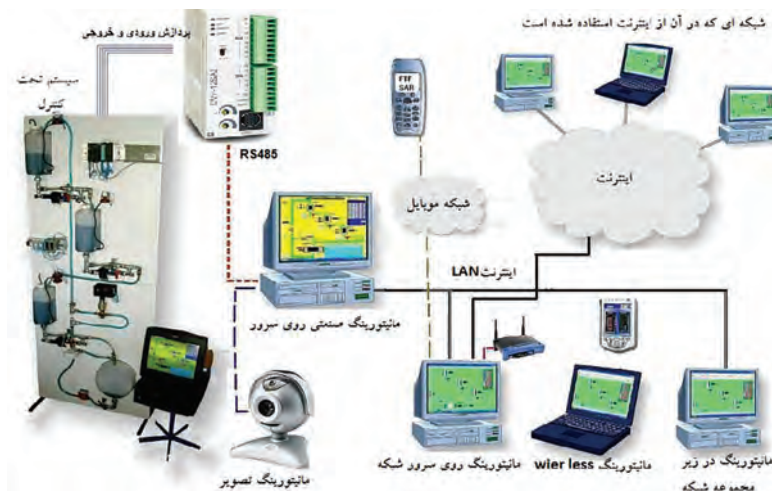 شبکه ای که در آن از اینترنت استفاده شده است
پردازش ورودی و خروجی
سیستم تحت
کنترل
RS485
FTF
SAR
شبکه موبایل
اینترنت
اینترنت LAN
مانیتورینگ صنعتی روی سرور
مانیتورینگ تصویر
مانیتورینگ روی سرور شبکه
مانیتورینگ wier less
مانیتورینگ در زیر
مجموعه شبکه